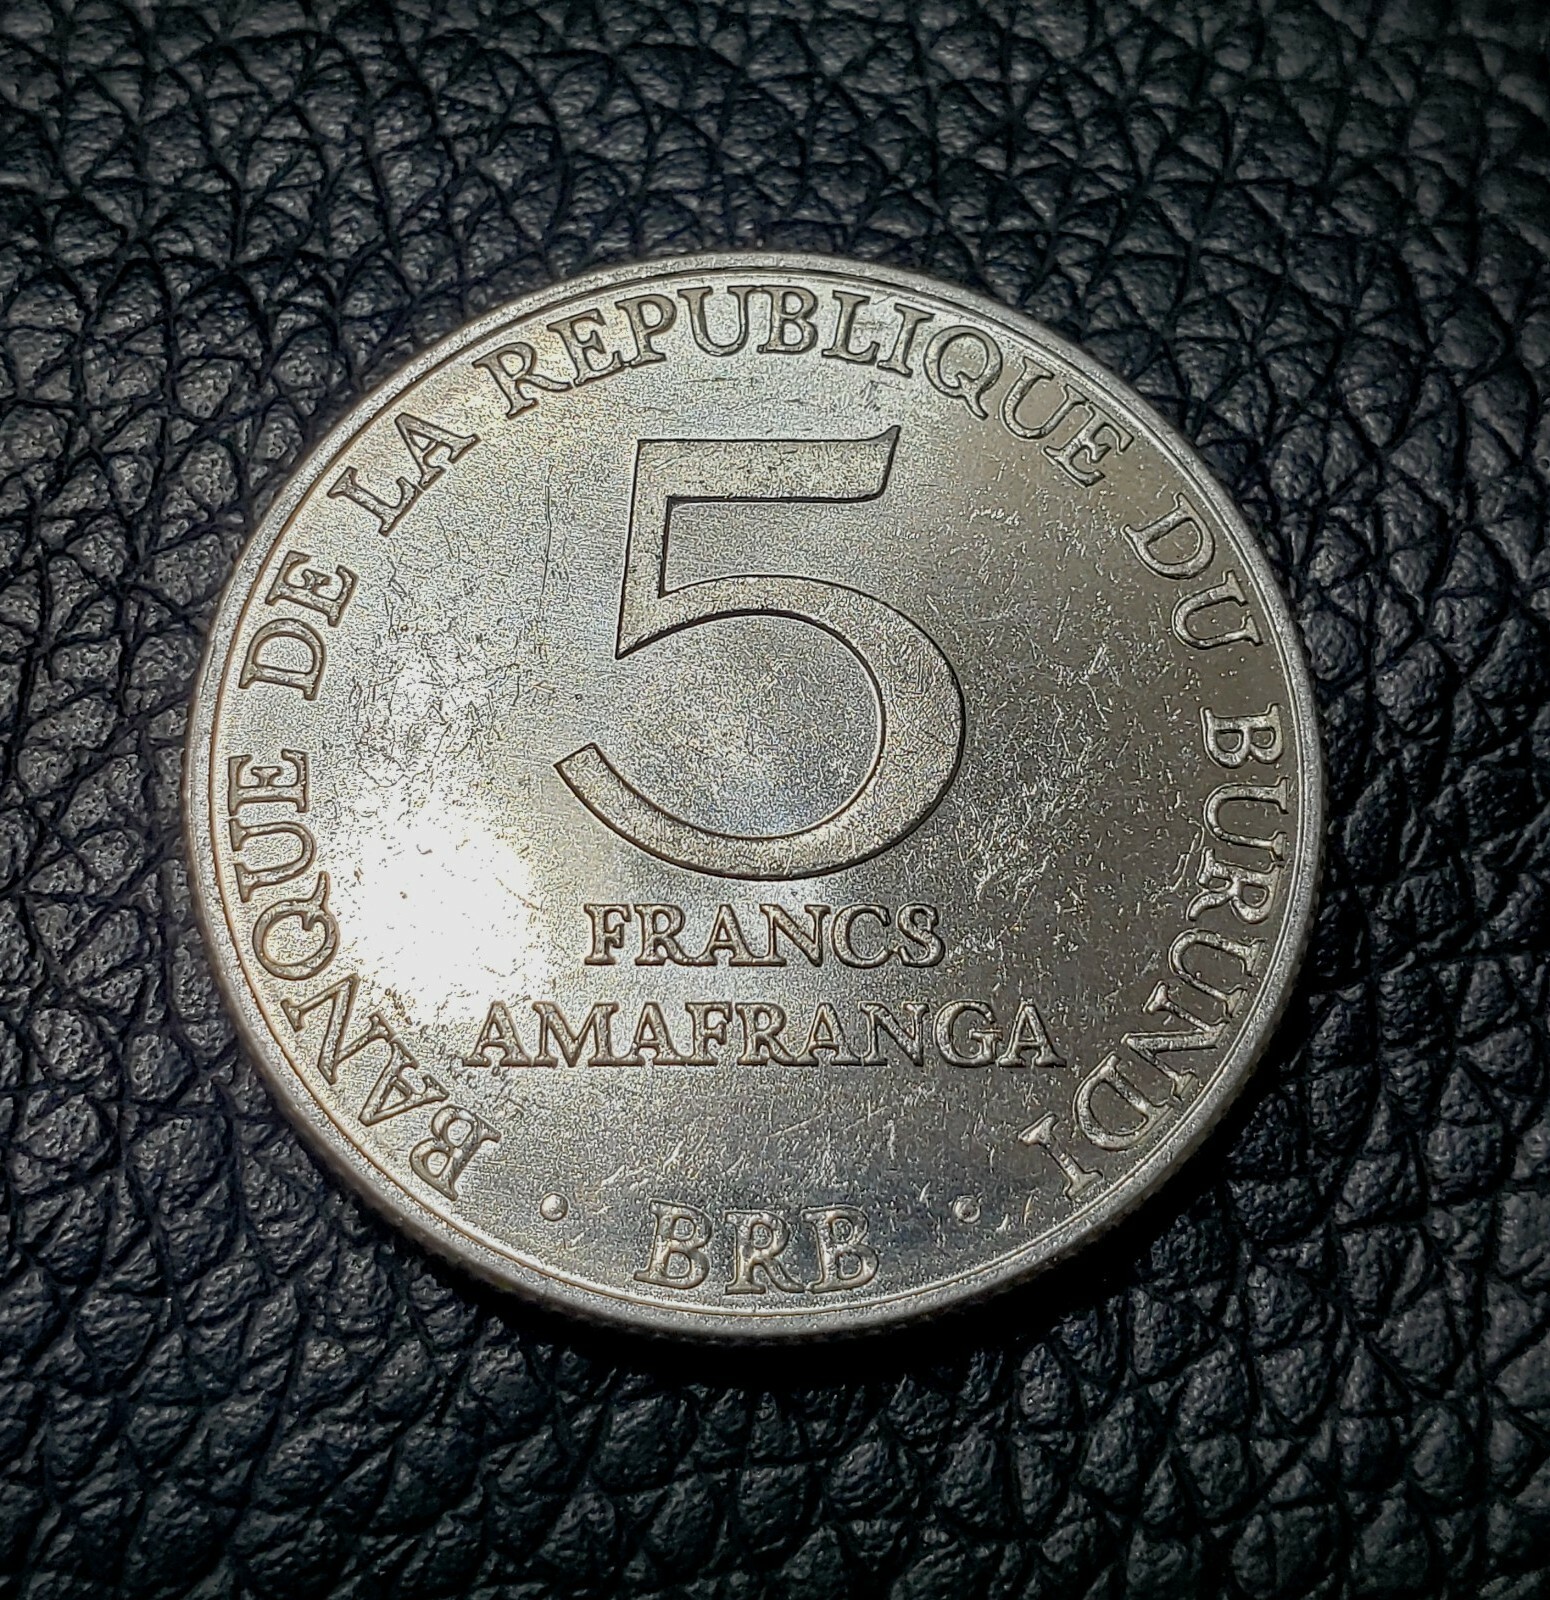 BANQUE DE LA REPUBLIQUE DU BURUNDI
5
FRANCS
AMAFRANGA
• BRB •